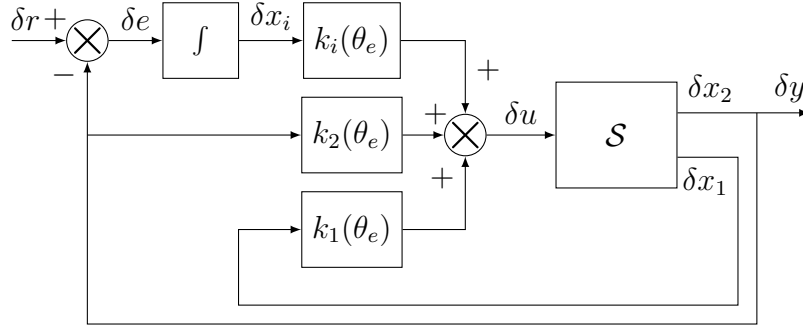 δr + δe ∫ δx_i k_i(θ_e)
− +
k_2(θ_e) + δu 𝒮 δx_2 δy
k_1(θ_e) + δx_1